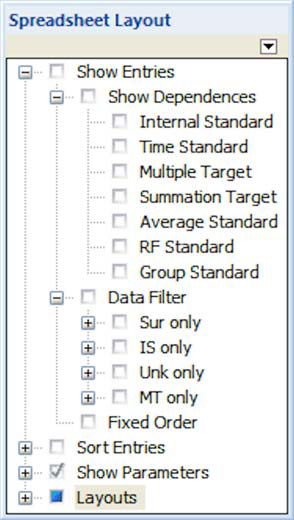 Spreadsheet Layout
Show Entries
Show Dependences
Internal Standard
Time Standard
Multiple Target
Summation Target
Average Standard
RF Standard
Group Standard
Data Filter
Sur only
IS only
Unk only
MT only
Fixed Order
Sort Entries
Show Parameters
Layouts